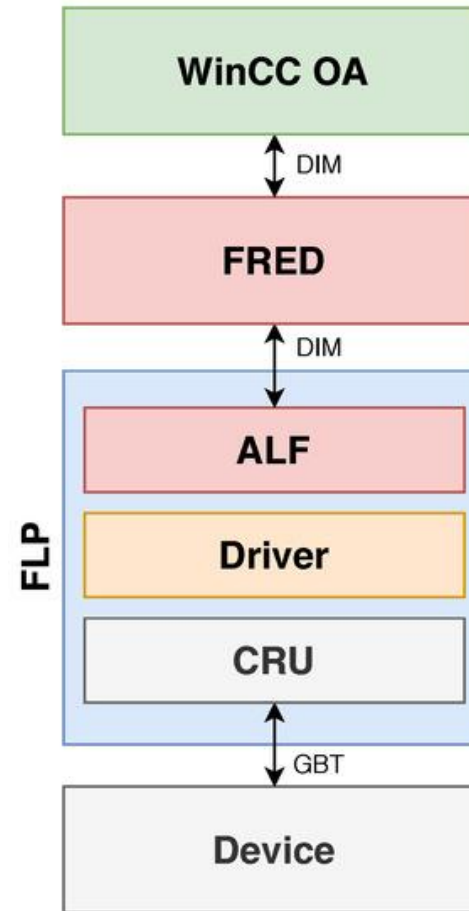 WinCC OA
DIM
FRED
DIM
FLP
ALF
Driver
CRU
GBT
Device